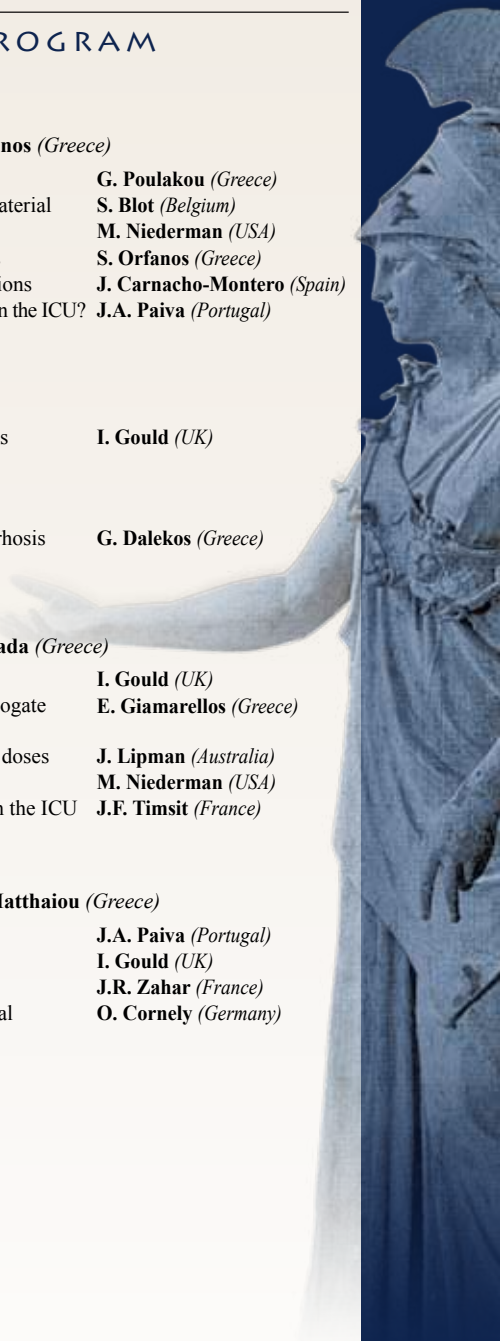 ROGRAM
nos (Greece)
G. Poulakou (Greece)
aterial S. Blot (Belgium)
M. Niederman (USA)
S. Orfanos (Greece)
ions J. Carnacho-Montero (Spain)
n the ICU? J.A. Paiva (Portugal)
s I. Gould (UK)
rhosis G. Dalekos (Greece)
ada (Greece)
I. Gould (UK)
ogate E. Giamarellos (Greece)
doses J. Lipman (Australia)
M. Niederman (USA)
n the ICU J.F. Timsit (France)
Matthaiou (Greece)
J.A. Paiva (Portugal)
I. Gould (UK)
J.R. Zahar (France)
al O. Cornely (Germany)